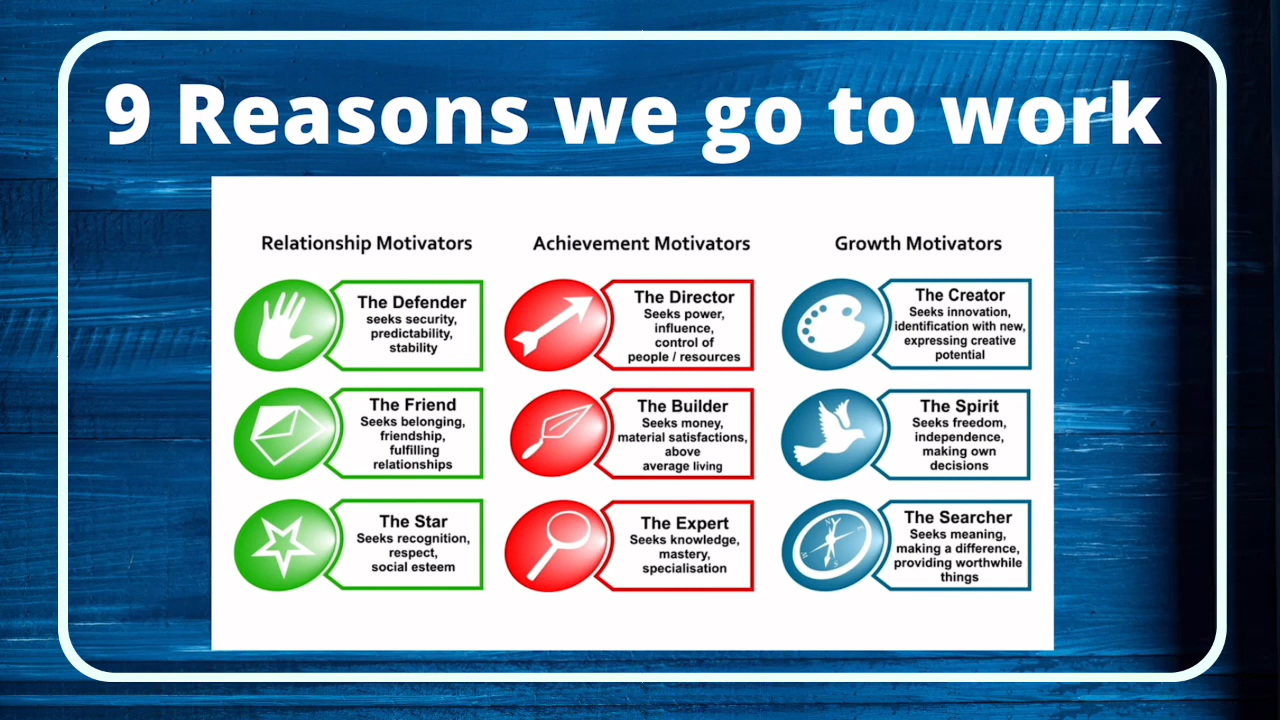 9 Reasons we go to work
Relationship Motivators
Achievement Motivators
Growth Motivators
The Defender
seeks security,
predictability,
stability
The Director
Seeks power,
influence,
control of
people / resources
The Creator
Seeks innovation,
identification with new,
expressing creative
potential
The Friend
Seeks belonging,
friendship,
fulfilling
relationships
The Builder
Seeks money,
material satisfactions,
above
average living
The Spirit
Seeks freedom,
independence,
making own
decisions
The Star
Seeks recognition,
respect,
social esteem
The Expert
Seeks knowledge,
mastery,
specialisation
The Searcher
Seeks meaning,
making a difference,
providing worthwhile
things